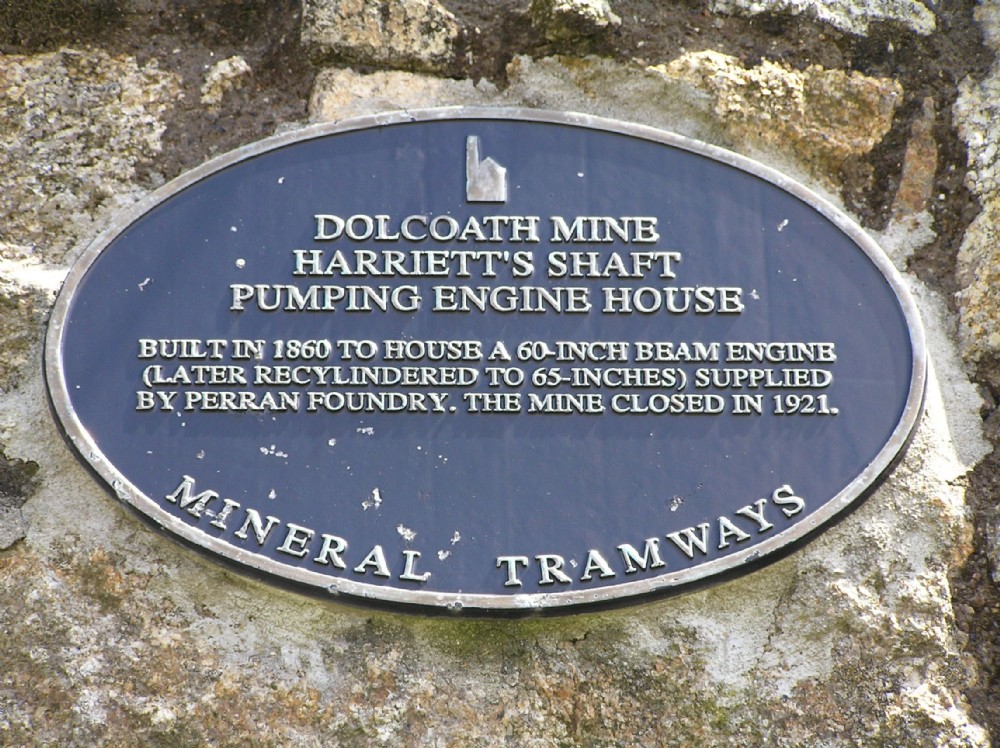 DOLCOATH MINE
HARRIETT'S SHAFT
PUMPING ENGINE HOUSE
BUILT IN 1860 TO HOUSE A 60-INCH BEAM ENGINE
(LATER RECYLINDERED TO 65-INCHES) SUPPLIED
BY PERRAN FOUNDRY. THE MINE CLOSED IN 1921.
MINERAL TRAMWAYS